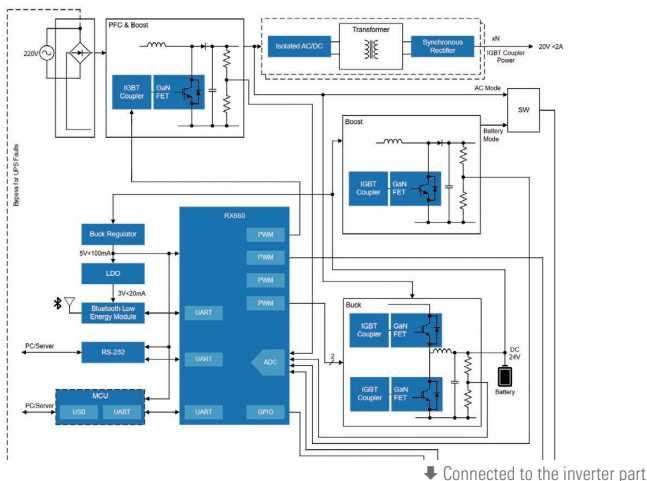 PFC & Boost
220V
IGBT
Coupler
GaN
FET
Isolated AC/DC
Transformer
Synchronous
Rectifier
xN
IGBT Coupler
Power
20V <2A
AC Mode
SW
Battery
Mode
Boost
IGBT
Coupler
GaN
FET
Bypass for UPS Faults
Buck Regulator
5V<100mA
LDO
3V<20mA
Bluetooth Low
Energy Module
PC/Server
RS-232
MCU
PC/Server
USB
UART
RX660
PWM
PWM
PWM
PWM
UART
UART
ADC
UART
GPIO
2
Buck
IGBT
Coupler
GaN
FET
IGBT
Coupler
GaN
FET
DC
24V
Battery
Connected to the inverter part